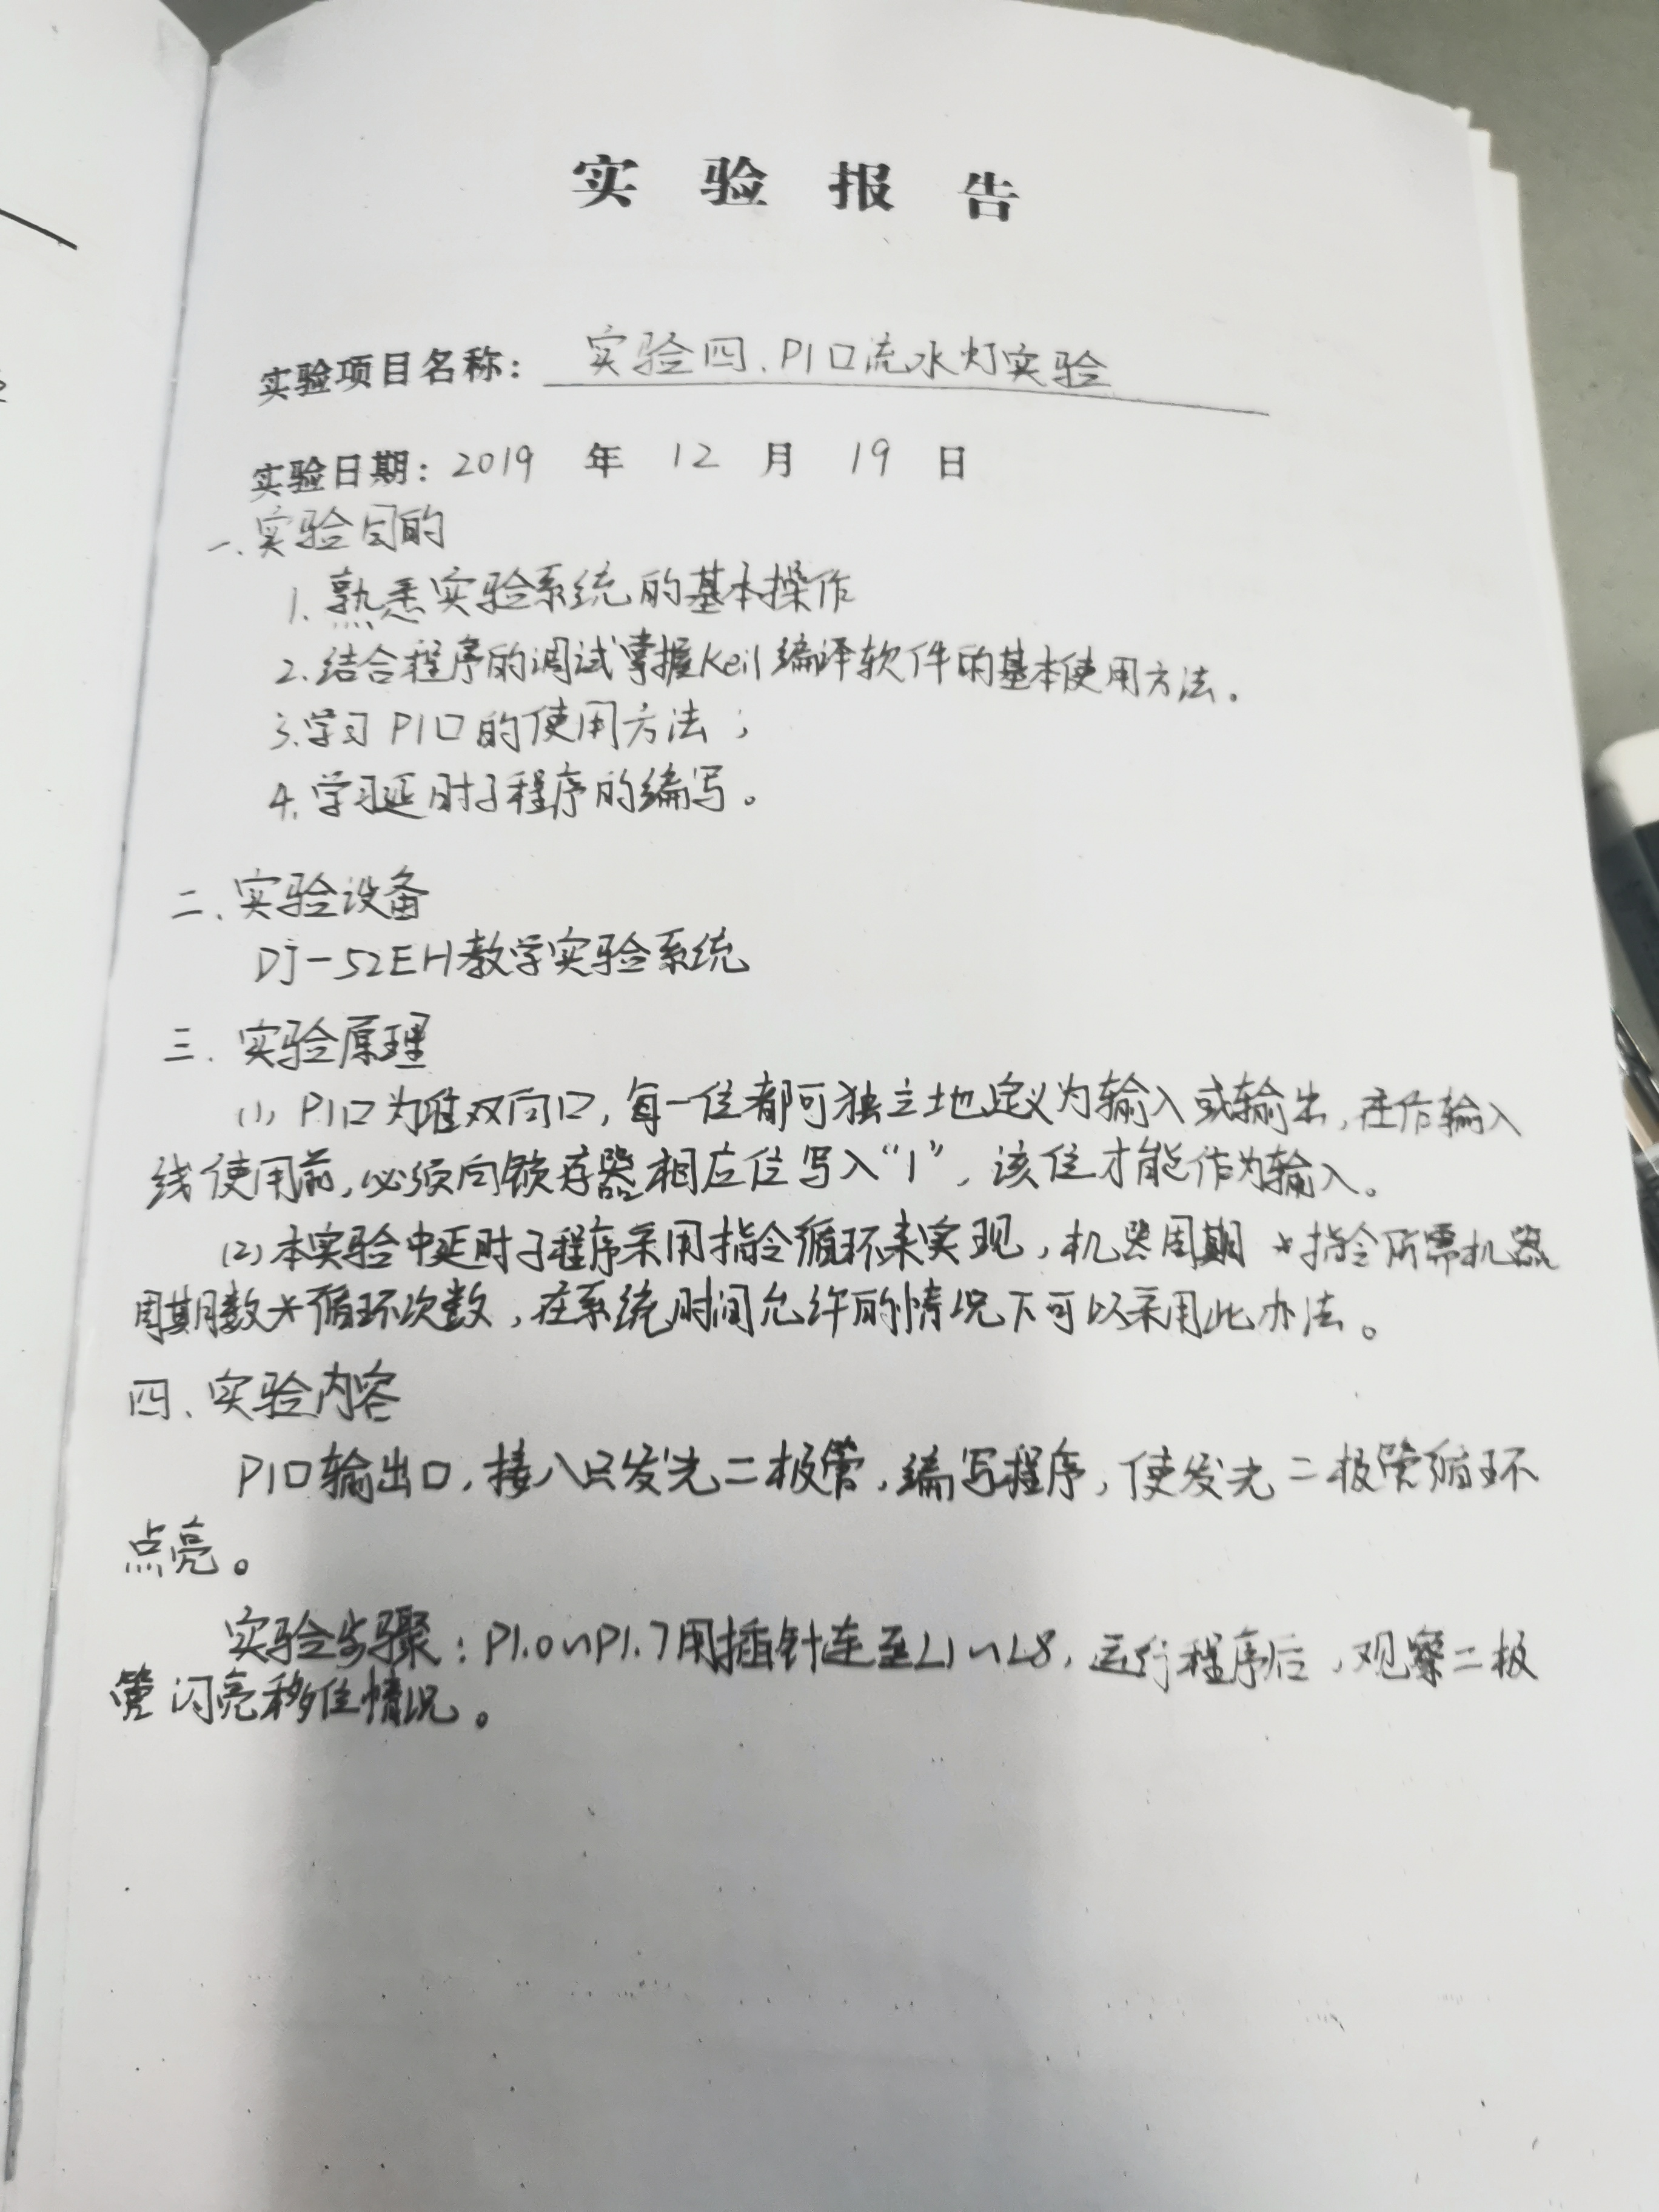 实验报告
实验项目名称：实验四、P1口流水灯实验
实验日期：2019 年 12 月 19 日
一、实验目的
1、熟悉实验系统的基本操作
2、结合程序的调试掌握Keil编译软件的基本使用方法。
3、学习P1口的使用方法；
4、学习延时子程序的编写。
二、实验设备
Dj-52EH教学实验系统
三、实验原理
(1)，P1口为准双向口，每一位都可独立地定义为输入或输出，在作输入
线使用前，必须向锁存器相应位写入“1”，该位才能作为输入。
(2)本实验中延时子程序采用指令循环来实现，机器周期*指令所需机器
周期数*循环次数，在系统时间允许的情况下可以采用此办法。
四、实验内容
P1口输出口，接八只发光二极管，编写程序，使发光二极管循环
点亮。
实验步骤：P1.0~P1.7用插针连至L1~L8，运行程序后，观察二极
管闪亮移位情况。